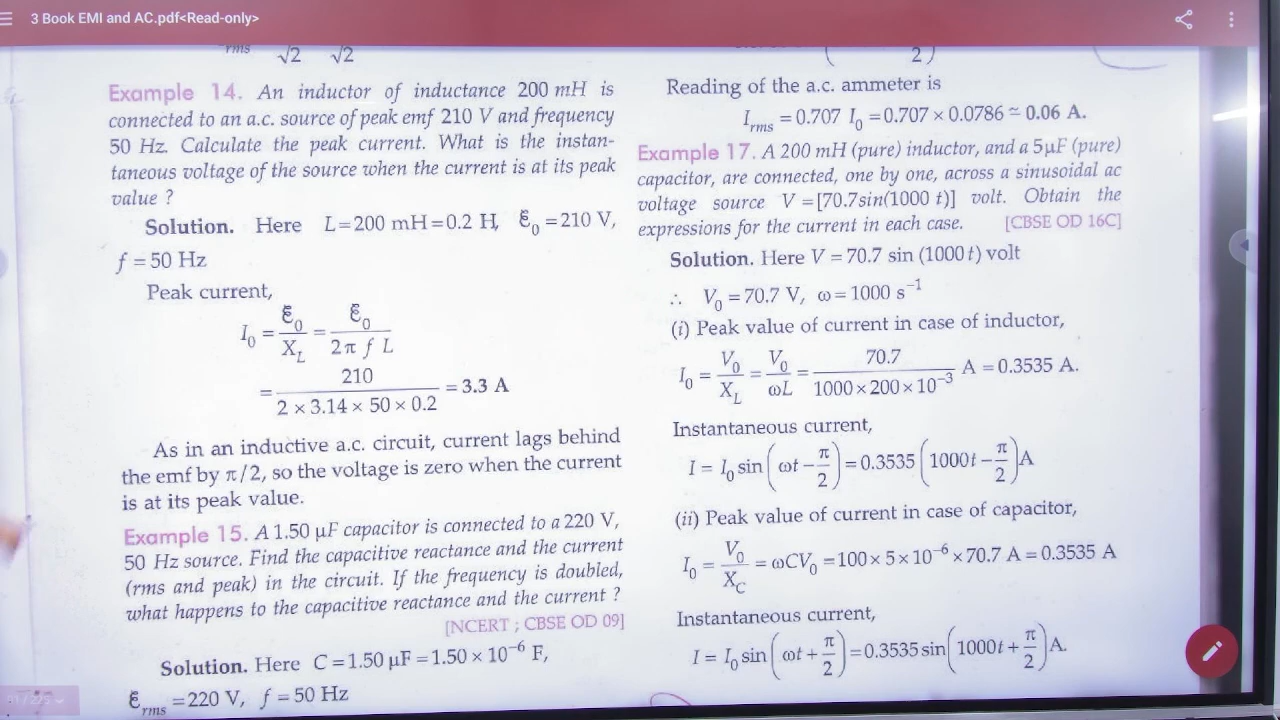 3 Book EMI and AC.pdf<Read-only>
rms √2 √2
Example 14. An inductor of inductance 200 mH is
connected to an a.c. source of peak emf 210 V and frequency
50 Hz. Calculate the peak current. What is the instan-
taneous voltage of the source when the current is at its peak
value ?
Solution. Here L = 200 mH = 0.2 H, ℰ₀ = 210 V,
f = 50 Hz
Peak current,
I₀ = ℰ₀/X_L = ℰ₀/2π f L
= 210/2 × 3.14 × 50 × 0.2 = 3.3 A
As in an inductive a.c. circuit, current lags behind
the emf by π/2, so the voltage is zero when the current
is at its peak value.
Example 15. A 1.50 μF capacitor is connected to a 220 V,
50 Hz source. Find the capacitive reactance and the current
(rms and peak) in the circuit. If the frequency is doubled,
what happens to the capacitive reactance and the current ?
[NCERT ; CBSE OD 09]
Solution. Here C = 1.50 μF = 1.50 × 10⁻⁶ F,
ℰ_rms = 220 V, f = 50 Hz
2)
Reading of the a.c. ammeter is
I_rms = 0.707 I₀ = 0.707 × 0.0786 ≃ 0.06 A.
Example 17. A 200 mH (pure) inductor, and a 5μF (pure)
capacitor, are connected, one by one, across a sinusoidal ac
voltage source V = [70.7sin(1000 t)] volt. Obtain the
expressions for the current in each case. [CBSE OD 16C]
Solution. Here V = 70.7 sin (1000 t) volt
∴ V₀ = 70.7 V, ω = 1000 s⁻¹
(i) Peak value of current in case of inductor,
I₀ = V₀/X_L = V₀/ωL = 70.7/1000 × 200 × 10⁻³ A = 0.3535 A.
Instantaneous current,
I = I₀ sin (ωt − π/2) = 0.3535 (1000t − π/2) A
(ii) Peak value of current in case of capacitor,
I₀ = V₀/X_C = ωCV₀ = 100 × 5 × 10⁻⁶ × 70.7 A = 0.3535 A
Instantaneous current,
I = I₀ sin (ωt + π/2) = 0.3535 sin (1000t + π/2) A.